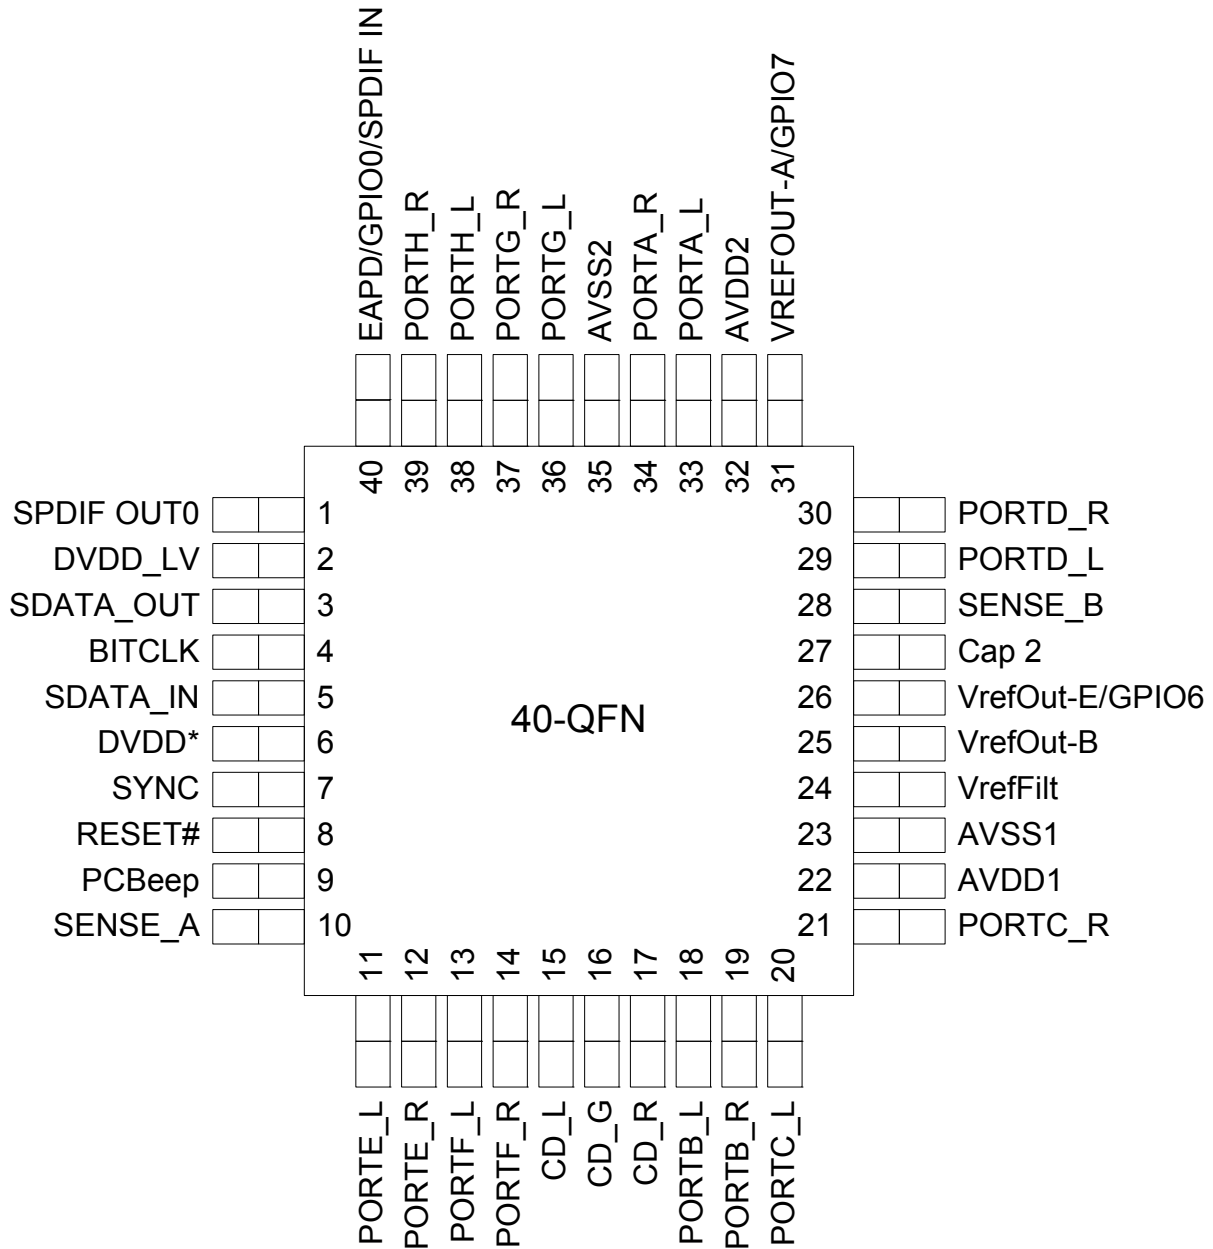 EAPD/GPIO0/SPDIF IN
PORTH_R
PORTH_L
PORTG_R
PORTG_L
AVSS2
PORTA_R
PORTA_L
AVDD2
VREFOUT-A/GPIO7
40
39
38
37
36
35
34
33
32
31
SPDIF OUT0 1
DVDD_LV 2
SDATA_OUT 3
BITCLK 4
SDATA_IN 5
DVDD* 6
SYNC 7
RESET# 8
PCBeep 9
SENSE_A 10
40-QFN
30 PORTD_R
29 PORTD_L
28 SENSE_B
27 Cap 2
26 VrefOut-E/GPIO6
25 VrefOut-B
24 VrefFilt
23 AVSS1
22 AVDD1
21 PORTC_R
11
12
13
14
15
16
17
18
19
20
PORTE_L
PORTE_R
PORTF_L
PORTF_R
CD_L
CD_G
CD_R
PORTB_L
PORTB_R
PORTC_L